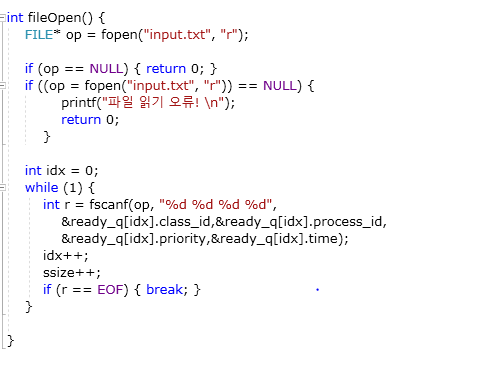 int fileOpen() {
FILE* op = fopen("input.txt", "r");
if (op == NULL) { return 0; }
if ((op = fopen("input.txt", "r")) == NULL) {
printf("파일 읽기 오류! \n");
return 0;
}
int idx = 0;
while (1) {
int r = fscanf(op, "%d %d %d %d",
&ready_q[idx].class_id,&ready_q[idx].process_id,
&ready_q[idx].priority,&ready_q[idx].time);
idx++;
ssize++;
if (r == EOF) { break; }
}
}